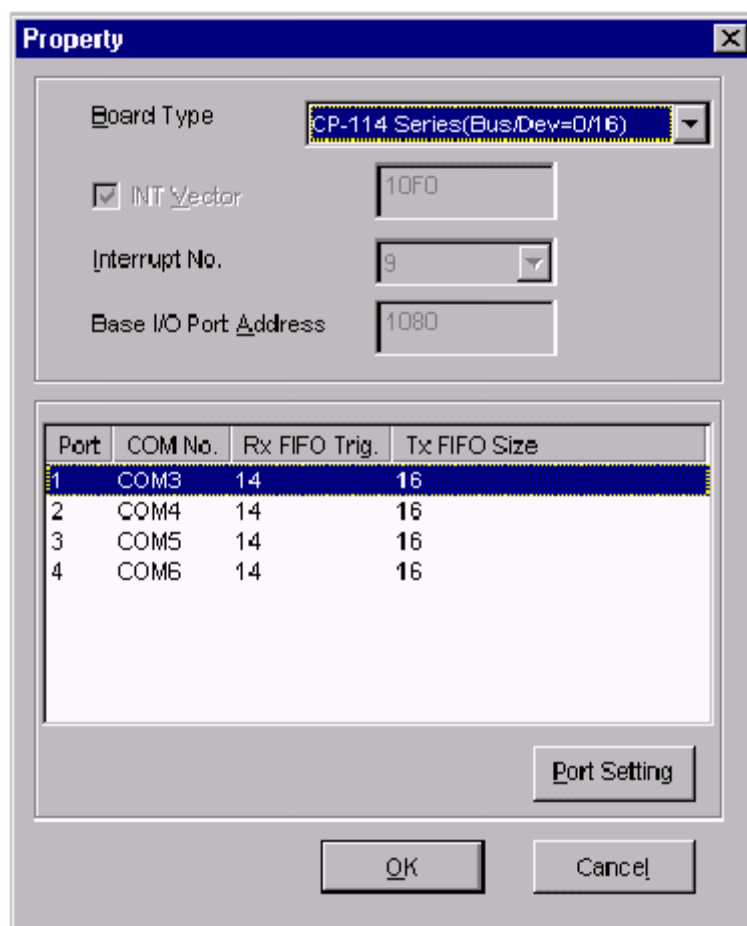 Property
Board Type CP-114 Series(Bus/Dev=0/16)
INT Vector 10F0
Interrupt No. 9
Base I/O Port Address 1080
Port COM No. Rx FIFO Trig. Tx FIFO Size
1 COM3 14 16
2 COM4 14 16
3 COM5 14 16
4 COM6 14 16
Port Setting
OK Cancel